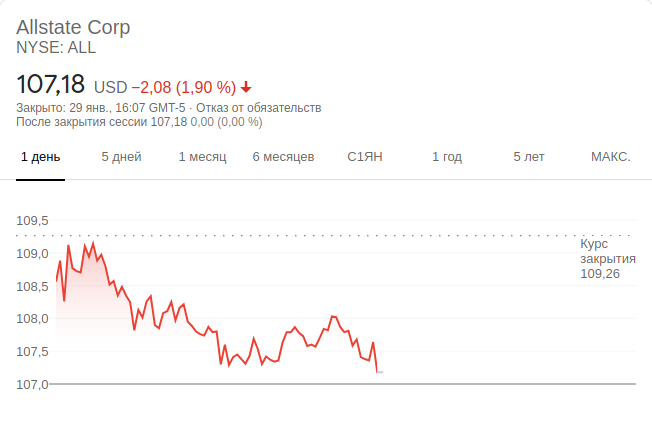 Allstate Corp
NYSE: ALL
107,18 USD −2,08 (1,90 %)
Закрыто: 29 янв., 16:07 GMT-5 · Отказ от обязательств
После закрытия сессии 107,18 0,00 (0,00 %)
1 день 5 дней 1 месяц 6 месяцев С1ЯН 1 год 5 лет МАКС.
109,5
Курс
109,0
закрытия
109,26
108,5
108,0
107,5
107,0